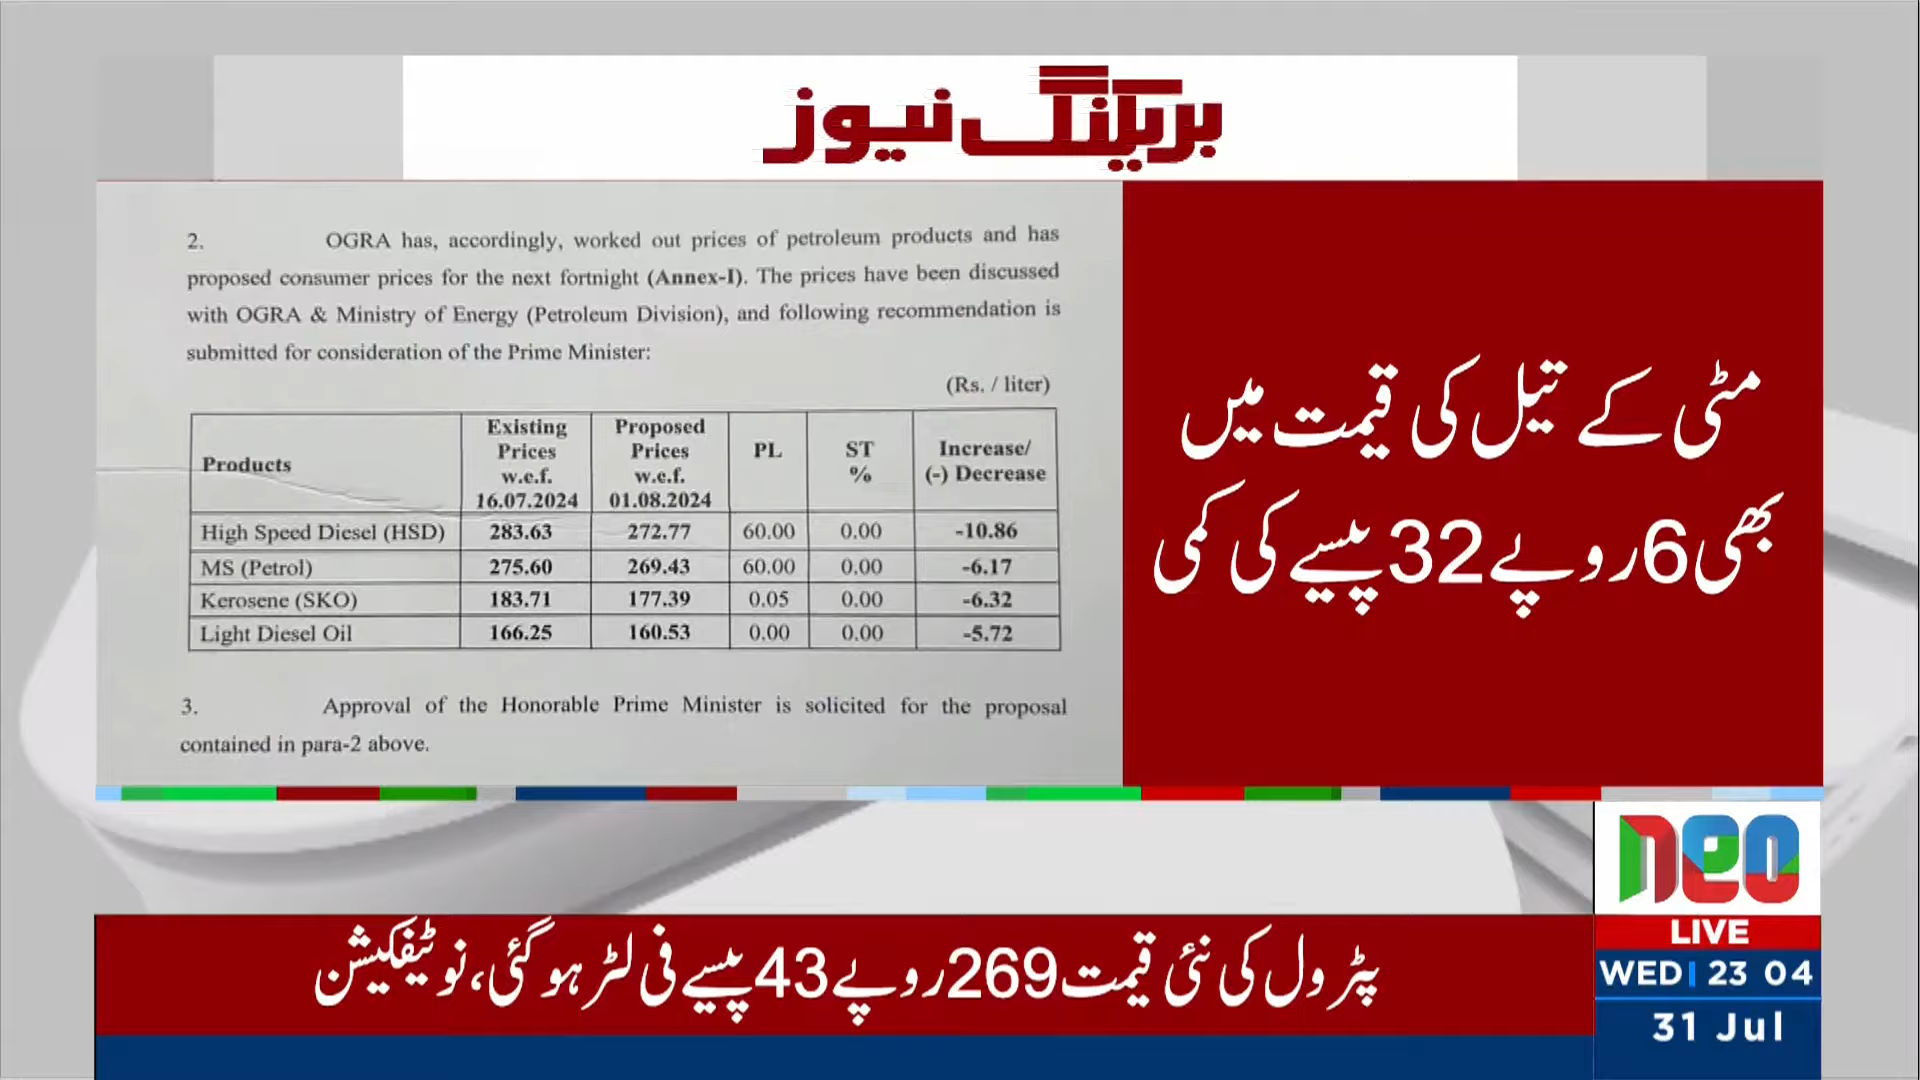 بریکنگ نیوز
2. OGRA has, accordingly, worked out prices of petroleum products and has
proposed consumer prices for the next fortnight (Annex-I). The prices have been discussed
with OGRA & Ministry of Energy (Petroleum Division), and following recommendation is
submitted for consideration of the Prime Minister:
(Rs. / liter)
Products | Existing Prices w.e.f. 16.07.2024 | Proposed Prices w.e.f. 01.08.2024 | PL | ST % | Increase/ (-) Decrease
High Speed Diesel (HSD) | 283.63 | 272.77 | 60.00 | 0.00 | -10.86
MS (Petrol) | 275.60 | 269.43 | 60.00 | 0.00 | -6.17
Kerosene (SKO) | 183.71 | 177.39 | 0.05 | 0.00 | -6.32
Light Diesel Oil | 166.25 | 160.53 | 0.00 | 0.00 | -5.72
3. Approval of the Honorable Prime Minister is solicited for the proposal
contained in para-2 above.
مٹی کے تیل کی قیمت میں
بھی 6روپے 32پیسے کی کمی
neo
LIVE
WED 23 04
31 Jul
پٹرول کی نئی قیمت 269روپے 43پیسے فی لٹر ہوگئی، نوٹیفکیشن